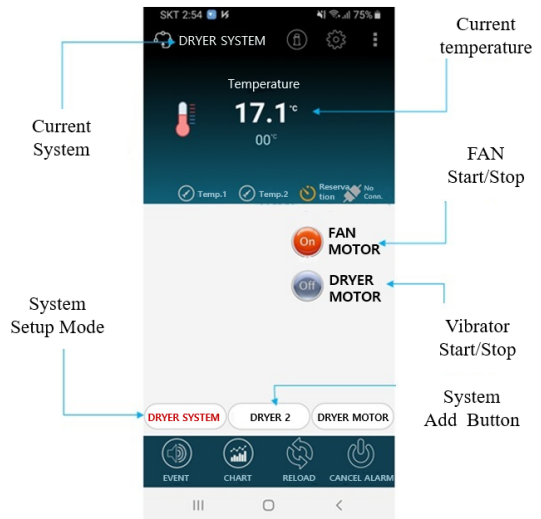 SKT 2:54 75%
DRYER SYSTEM
Current
temperature
Temperature
17.1 °C
00°C
Current
System
FAN
Start/Stop
Temp.1 Temp.2 Reserva No
tion Conn.
On FAN
MOTOR
Off DRYER
MOTOR
System
Setup Mode
Vibrator
Start/Stop
System
Add Button
DRYER SYSTEM DRYER 2 DRYER MOTOR
EVENT CHART RELOAD CANCEL ALARM